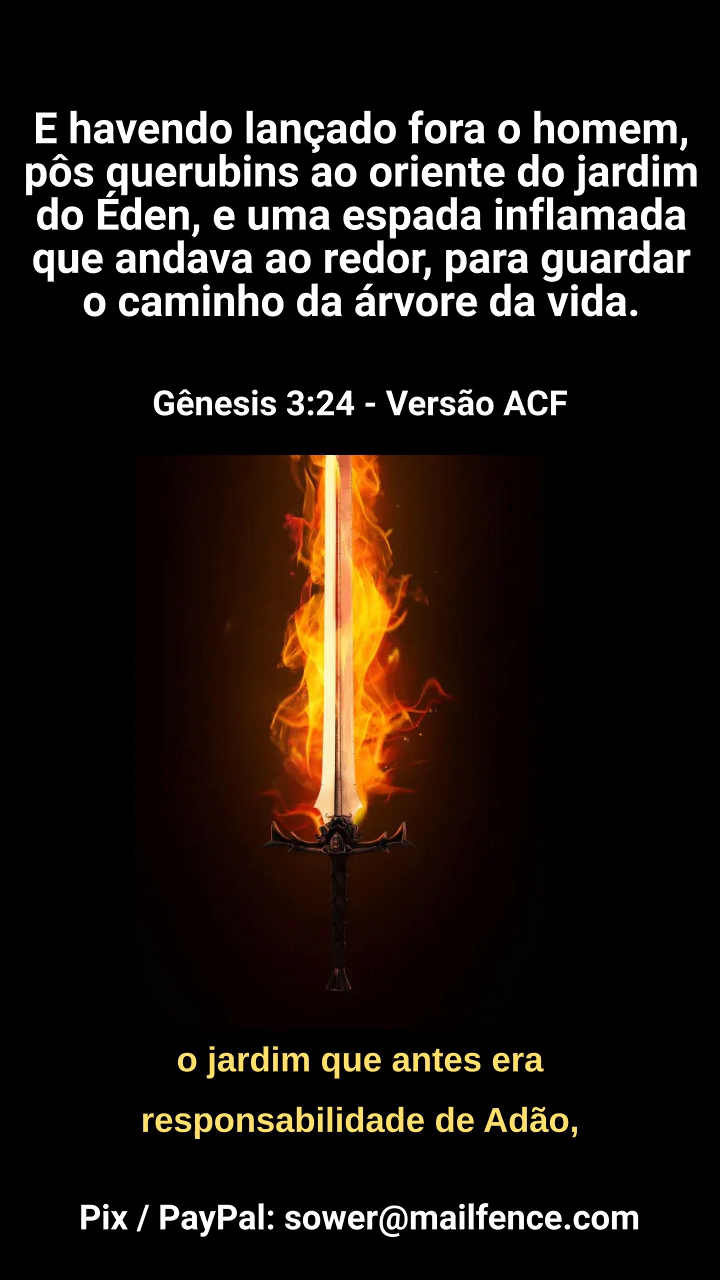 E havendo lançado fora o homem,
pôs querubins ao oriente do jardim
do Éden, e uma espada inflamada
que andava ao redor, para guardar
o caminho da árvore da vida.
Gênesis 3:24 - Versão ACF
o jardim que antes era
responsabilidade de Adão,
Pix / PayPal: sower@mailfence.com